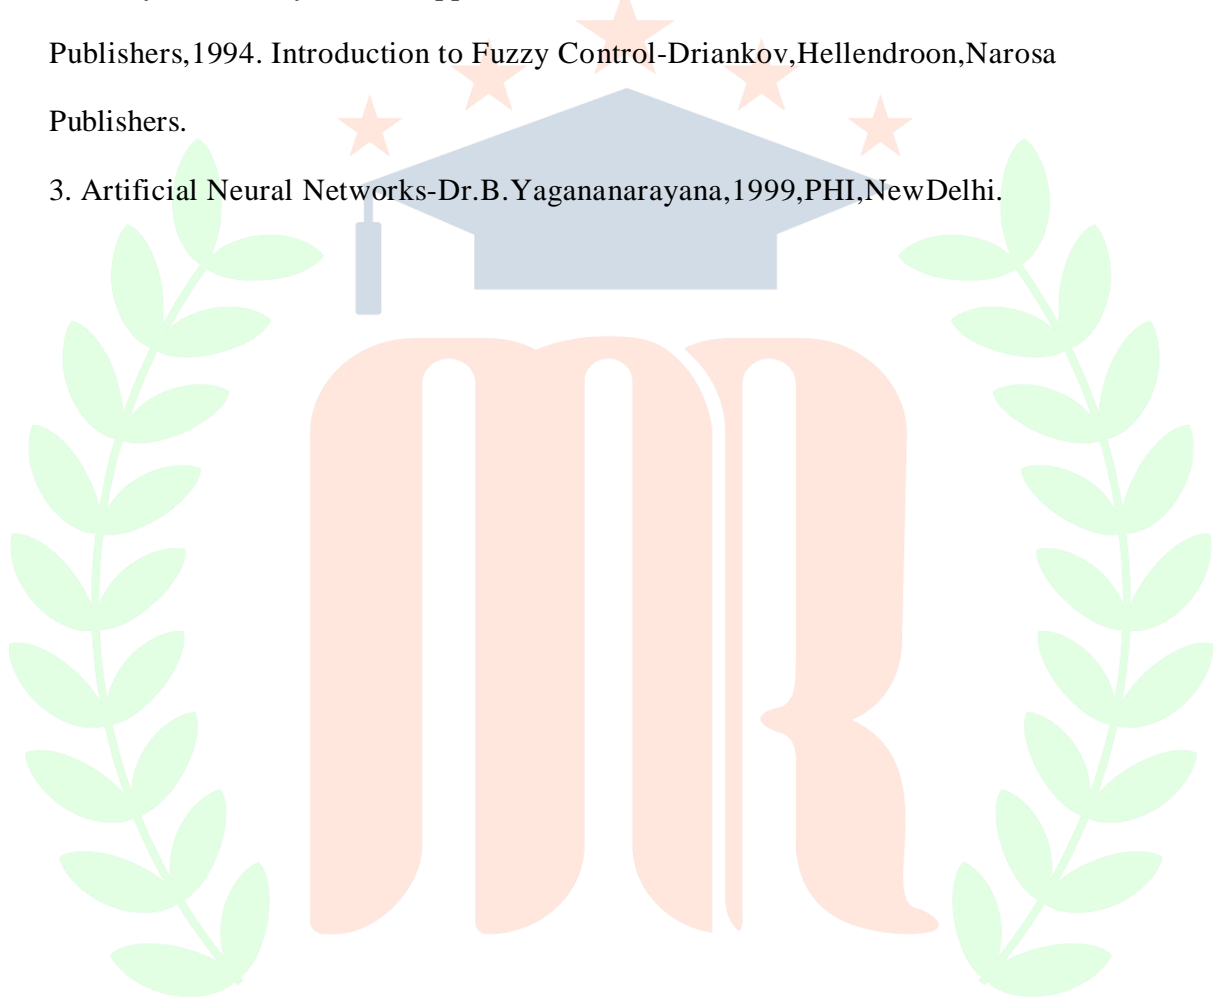 Publishers,1994. Introduction to Fuzzy Control-Driankov,Hellendroon,Narosa
Publishers.
3. Artificial Neural Networks-Dr.B.Yagananarayana,1999,PHI,NewDelhi.
MR